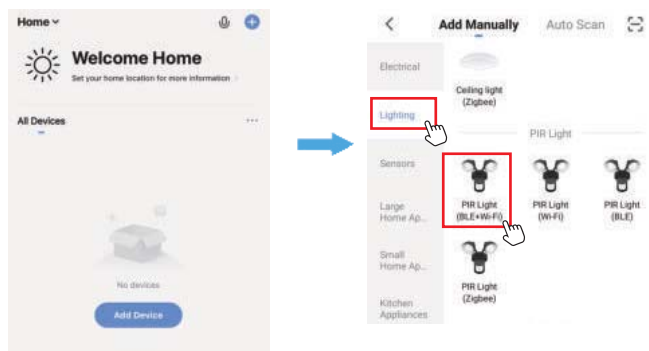 Home
Welcome Home
Set your home location for more information
All Devices
No devices
Add Device
Add Manually
Auto Scan
Electrical
Lighting
Sensors
Large
Home Ap...
Small
Home Ap...
Kitchen
Appliances
Ceiling light
(Zigbee)
PIR Light
PIR Light
(BLE+Wi-Fi)
PIR Light
(Wi-Fi)
PIR Light
(BLE)
PIR Light
(Zigbee)